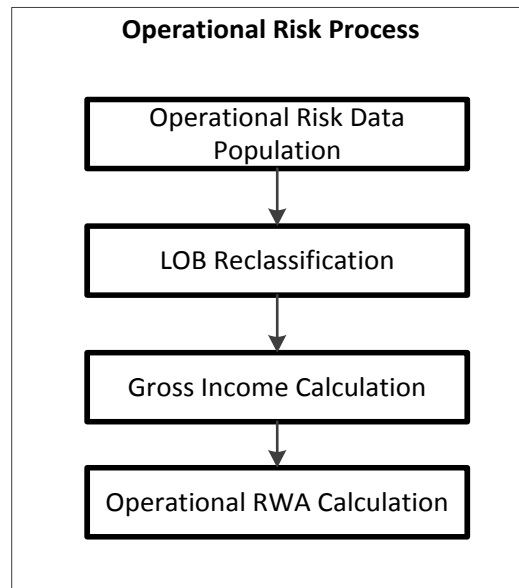 Operational Risk Process
Operational Risk Data
Population
LOB Reclassification
Gross Income Calculation
Operational RWA Calculation